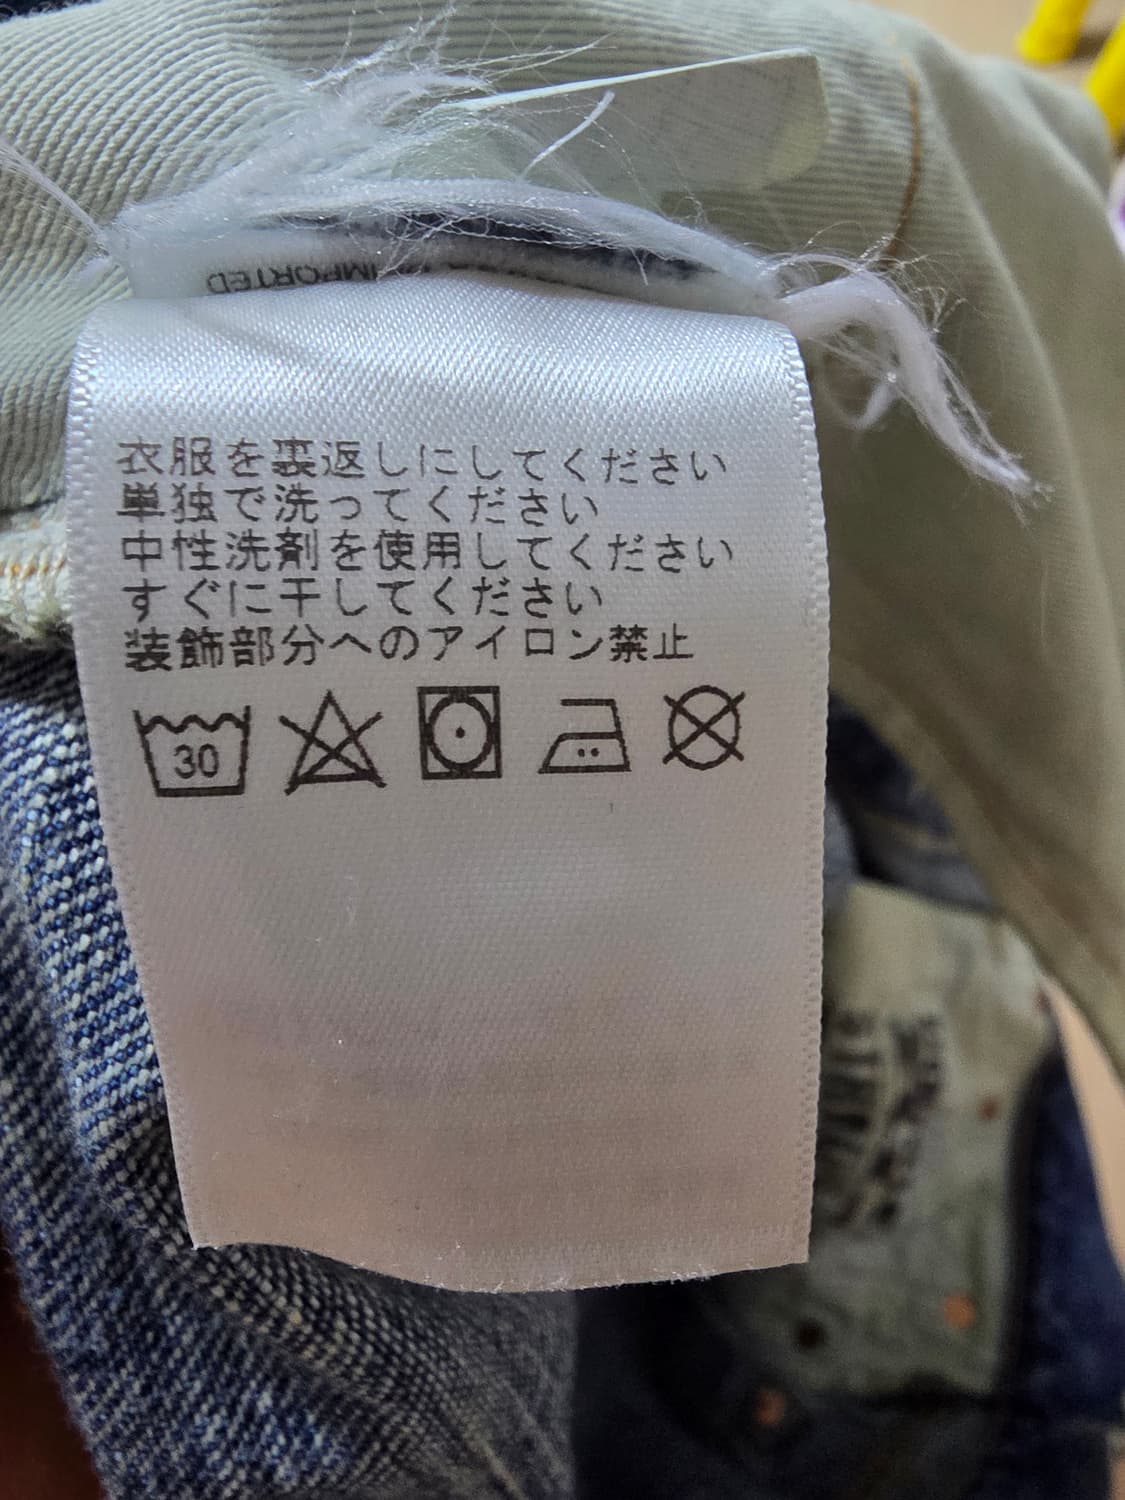 IMPORTED
衣服を裏返しにしてください
単独で洗ってください
中性洗剤を使用してください
すぐに干してください
装飾部分へのアイロン禁止
30